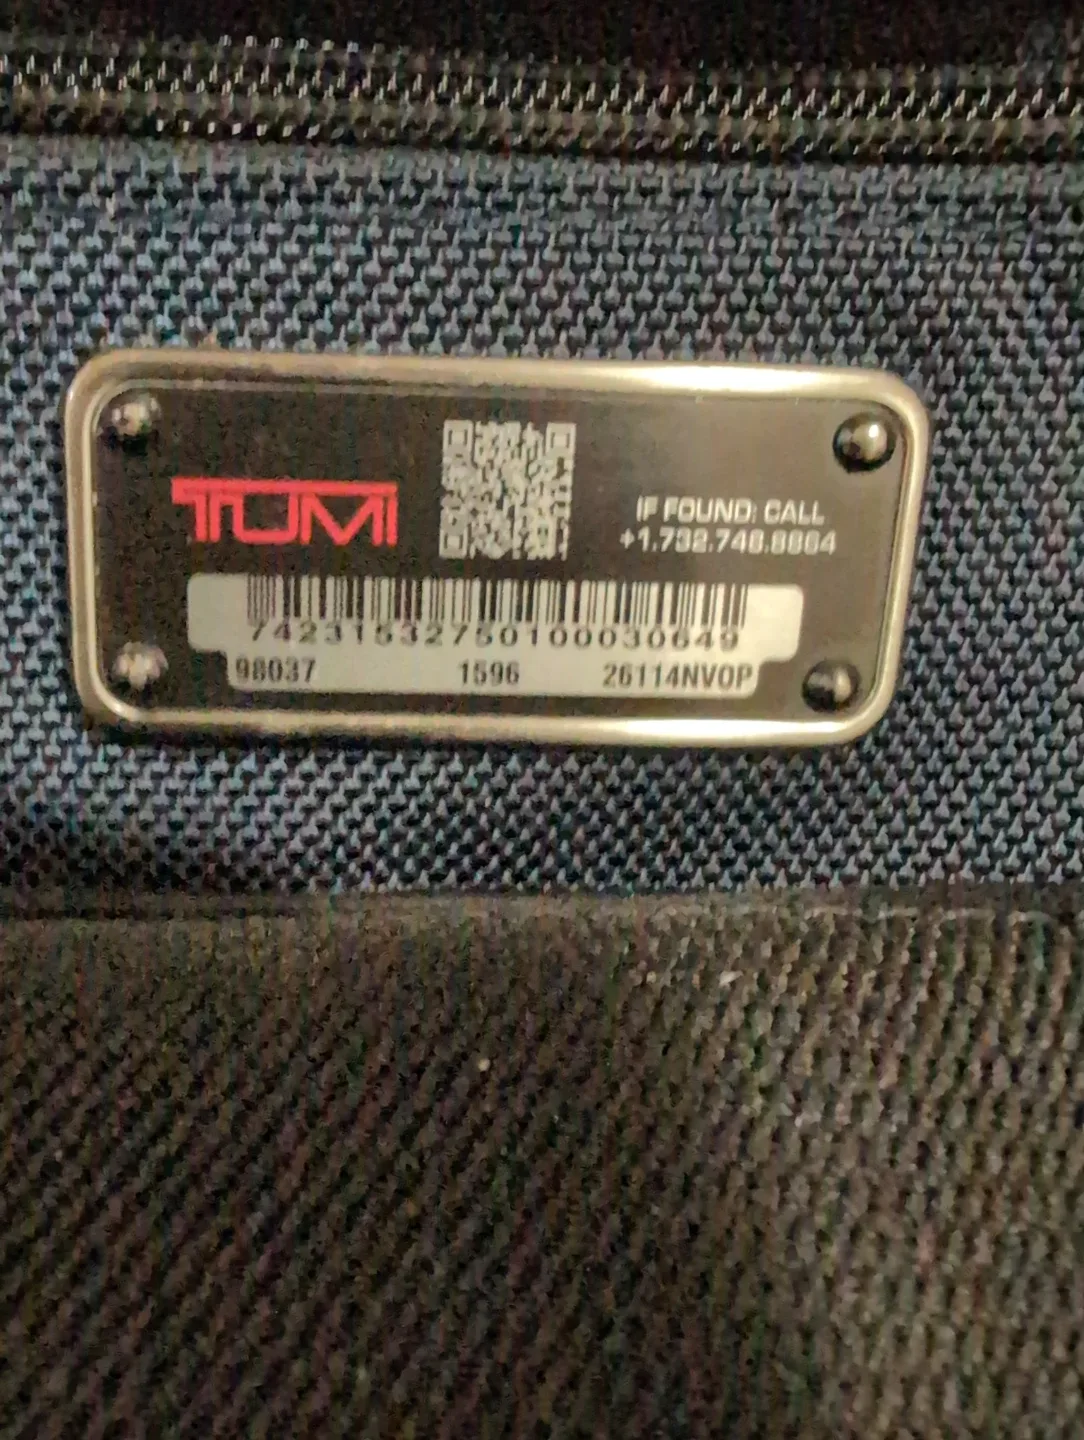 TUMI
IF FOUND: CALL
+1.732.748.8864
74231532750100030649
98037 1596 26114NVOP